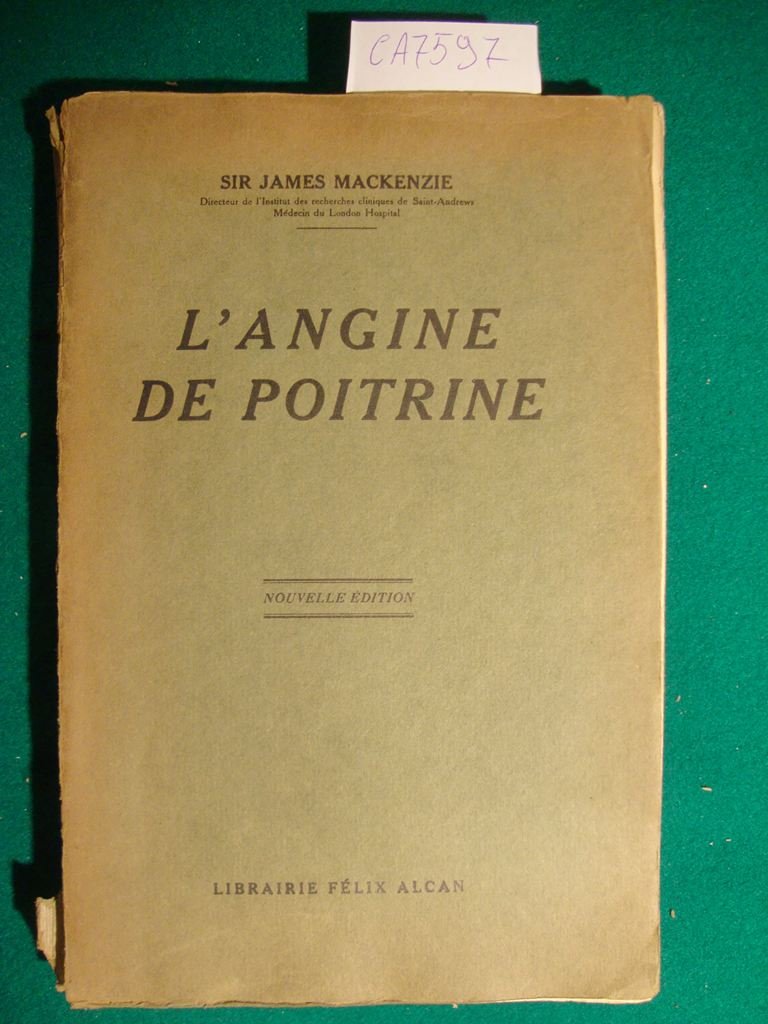 CA7597
SIR JAMES MACKENZIE
Directeur de l'Institut des recherches cliniques de Saint-Andrews
Médecin du London Hospital
L'ANGINE
DE POITRINE
NOUVELLE ÉDITION
LIBRAIRIE FÉLIX ALCAN